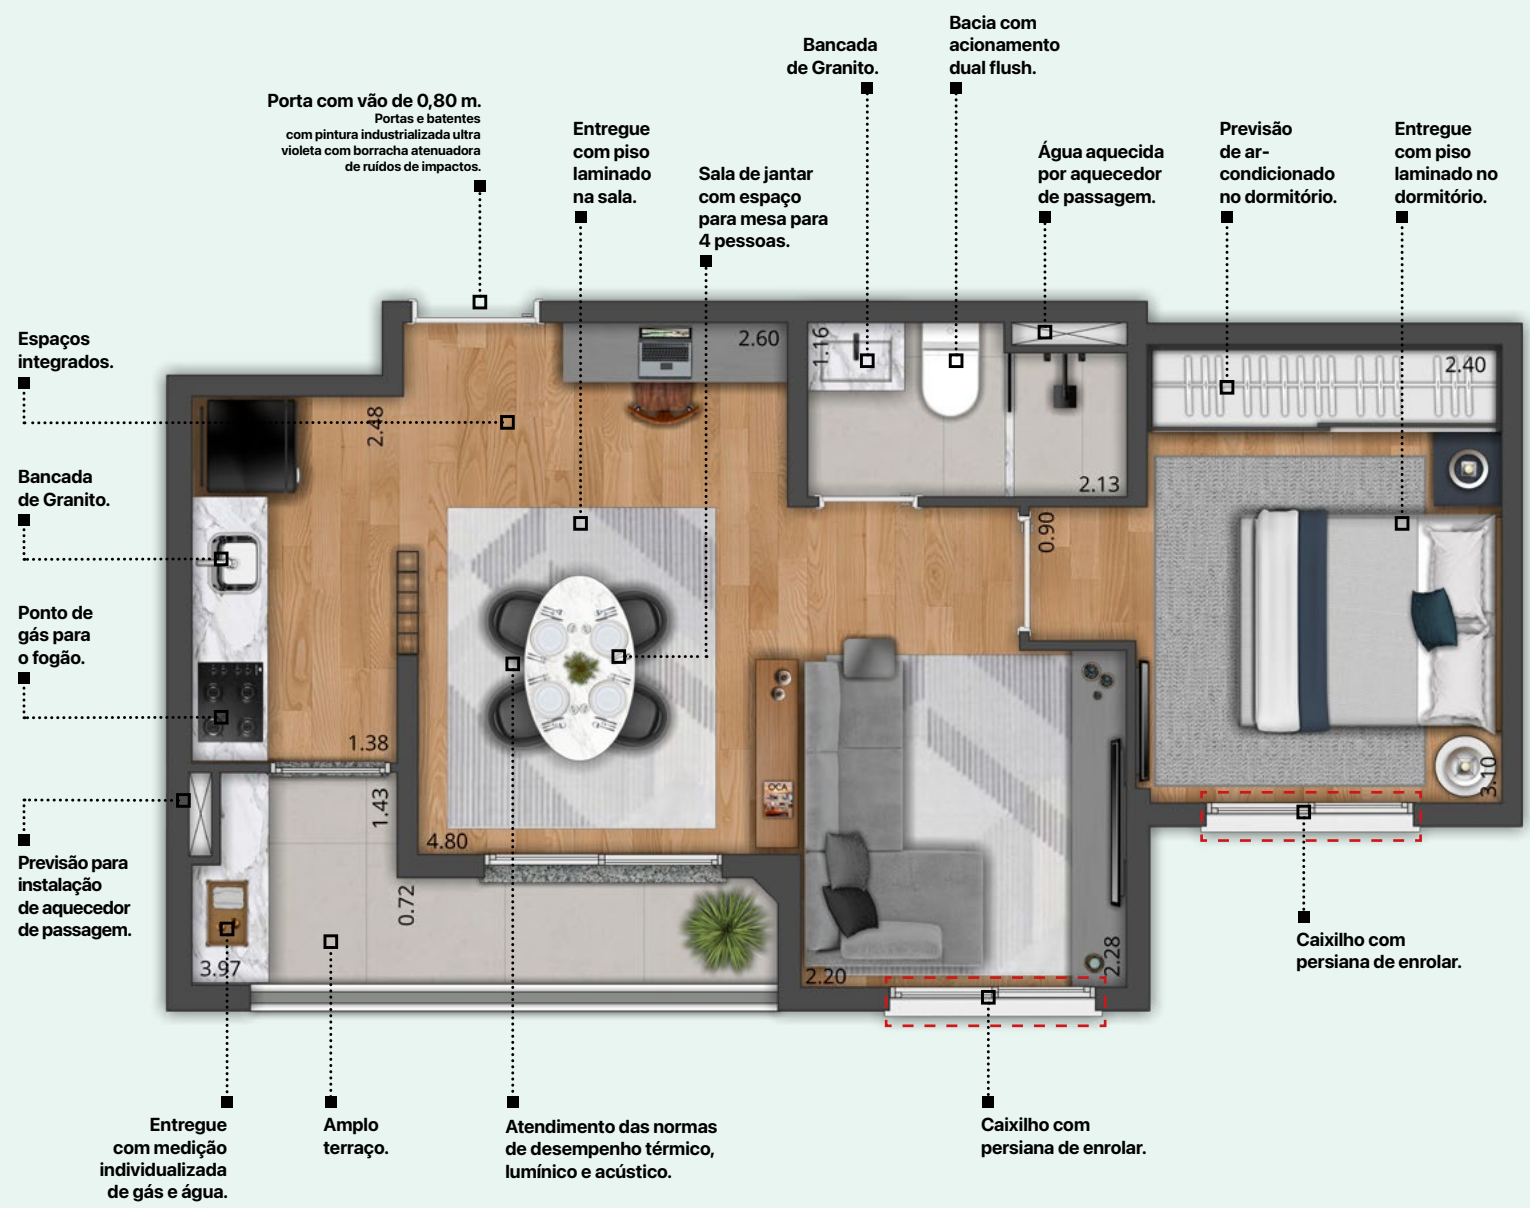 Bacia com
acionamento
dual flush.
Bancada
de Granito.
Porta com vão de 0,80 m.
Portas e batentes
com pintura industrializada ultra
violeta com borracha atenuadora
de ruídos de impactos.
Entregue
com piso
laminado
na sala.
Sala de jantar
com espaço
para mesa para
4 pessoas.
Água aquecida
por aquecedor
de passagem.
Previsão
de ar-
condicionado
no dormitório.
Entregue
com piso
laminado no
dormitório.
Espaços
integrados.
Bancada
de Granito.
Ponto de
gás para
o fogão.
Previsão para
instalação
de aquecedor
de passagem.
2.60
1.16
2.40
2.48
2.13
0.90
1.38
1.43
4.80
OCA
3.10
0.72
3.97
2.20
2.28
Caixilho com
persiana de enrolar.
Entregue
com medição
individualizada
de gás e água.
Amplo
terraço.
Atendimento das normas
de desempenho térmico,
lumínico e acústico.
Caixilho com
persiana de enrolar.